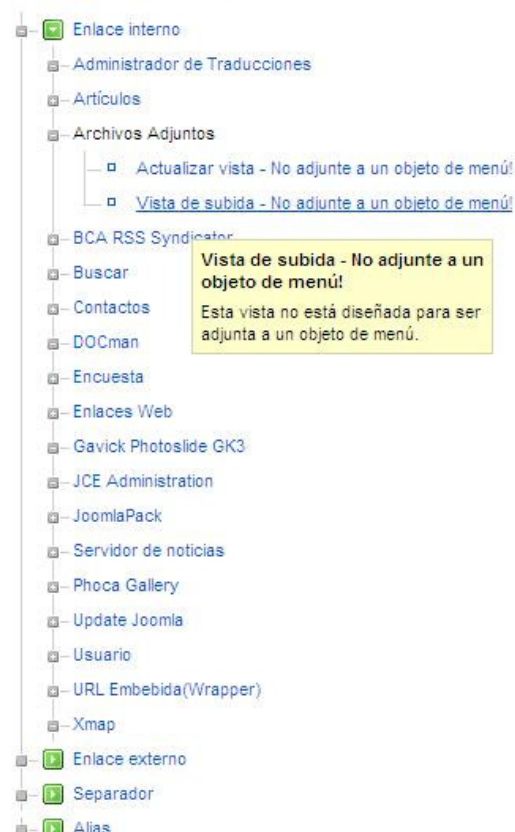 Enlace interno
Administrador de Traducciones
Artículos
Archivos Adjuntos
Actualizar vista - No adjunte a un objeto de menú!
Vista de subida - No adjunte a un objeto de menú!
BCA RSS Syndicator
Vista de subida - No adjunte a un
objeto de menú!
Esta vista no está diseñada para ser
adjunta a un objeto de menú.
Buscar
Contactos
DOCman
Encuesta
Enlaces Web
Gavick Photoslide GK3
JCE Administration
JoomlaPack
Servidor de noticias
Phoca Gallery
Update Joomla
Usuario
URL Embebida(Wrapper)
Xmap
Enlace externo
Separador
Alias